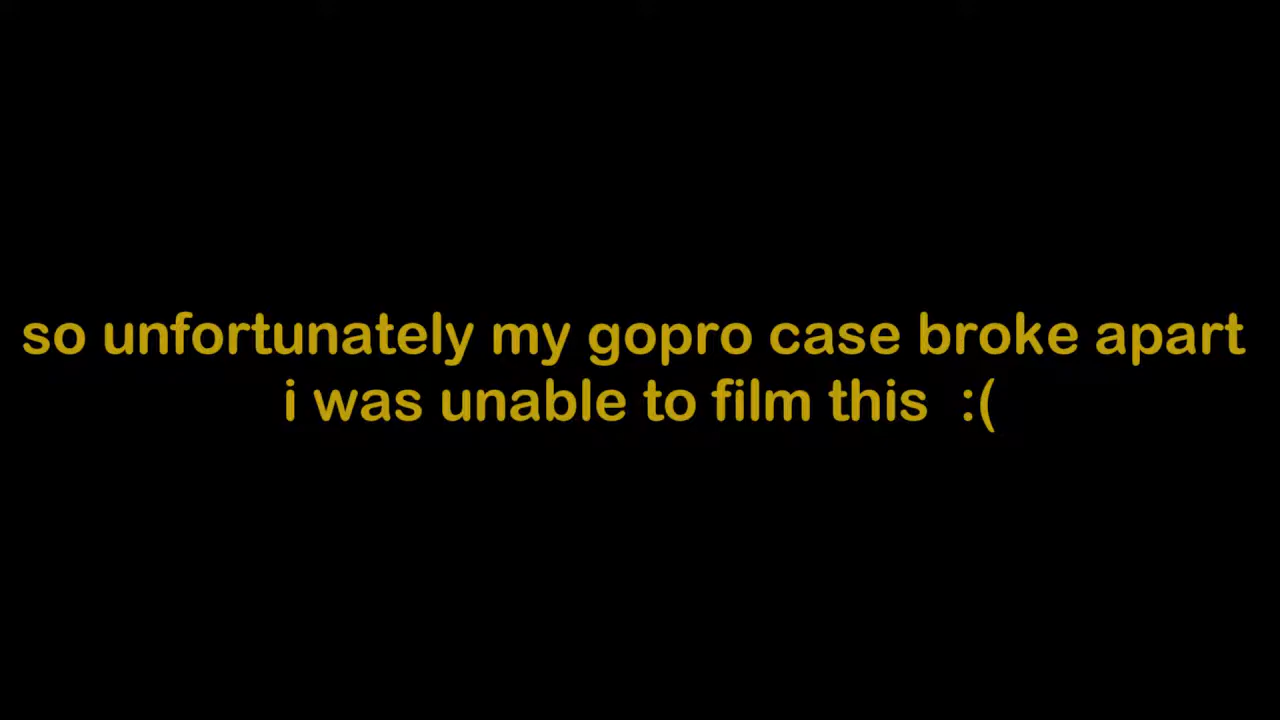 so unfortunately my gopro case broke apart
i was unable to film this  :(